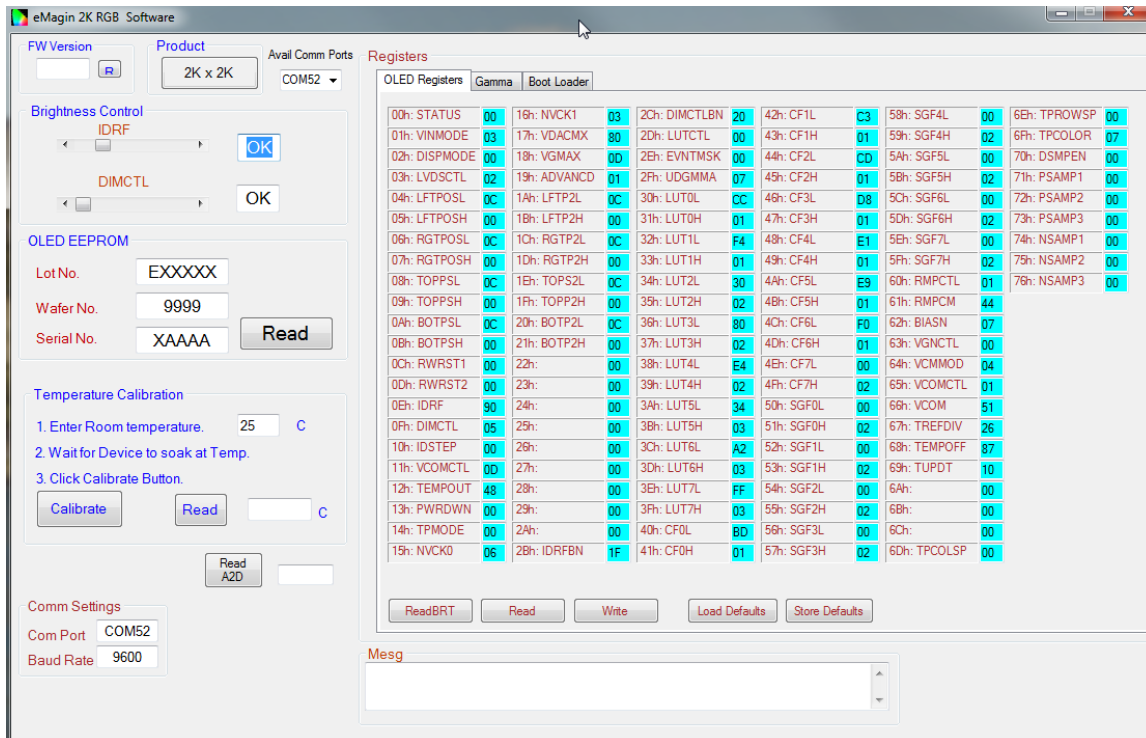 eMagin 2K RGB Software
FW Version
R
Product
2K x 2K
Avail Comm Ports
COM52
Brightness Control
IDRF
OK
DIMCTL
OK
OLED EEPROM
Lot No. EXXXXX
Wafer No. 9999
Serial No. XAAAA
Read
Temperature Calibration
1. Enter Room temperature. 25 C
2. Wait for Device to soak at Temp.
3. Click Calibrate Button.
Calibrate Read C
Read A2D
Comm Settings
Com Port COM52
Baud Rate 9600
Registers
OLED Registers Gamma Boot Loader
00h: STATUS 00 16h: NVCK1 03 2Ch: DIMCTLBN 20 42h: CF1L C3 58h: SGF4L 00 6Eh: TPROWSP 00
01h: VINMODE 03 17h: VDACMX 80 2Dh: LUTCTL 00 43h: CF1H 01 59h: SGF4H 02 6Fh: TPCOLOR 07
02h: DISPMODE 00 18h: VGMAX 0D 2Eh: EVNTMSK 00 44h: CF2L CD 5Ah: SGF5L 00 70h: DSMPEN 00
03h: LVDSCTL 02 19h: ADVANCD 01 2Fh: UDGMMA 07 45h: CF2H 01 5Bh: SGF5H 02 71h: PSAMP1 00
04h: LFTPOSL 0C 1Ah: LFTP2L 0C 30h: LUT0L CC 46h: CF3L D8 5Ch: SGF6L 00 72h: PSAMP2 00
05h: LFTPOSH 00 1Bh: LFTP2H 00 31h: LUT0H 01 47h: CF3H 01 5Dh: SGF6H 02 73h: PSAMP3 00
06h: RGTPOSL 0C 1Ch: RGTP2L 0C 32h: LUT1L F4 48h: CF4L E1 5Eh: SGF7L 00 74h: NSAMP1 00
07h: RGTPOSH 00 1Dh: RGTP2H 00 33h: LUT1H 01 49h: CF4H 01 5Fh: SGF7H 02 75h: NSAMP2 00
08h: TOPPSL 0C 1Eh: TOPS2L 0C 34h: LUT2L 30 4Ah: CF5L E9 60h: RMPCTL 01 76h: NSAMP3 00
09h: TOPPSH 00 1Fh: TOPP2H 00 35h: LUT2H 02 4Bh: CF5H 01 61h: RMPCM 44
0Ah: BOTPSL 0C 20h: BOTP2L 0C 36h: LUT3L 80 4Ch: CF6L F0 62h: BIASN 07
0Bh: BOTPSH 00 21h: BOTP2H 00 37h: LUT3H 02 4Dh: CF6H 01 63h: VGNCTL 00
0Ch: RWRST1 00 22h: 00 38h: LUT4L E4 4Eh: CF7L 00 64h: VCMMOD 04
0Dh: RWRST2 00 23h: 00 39h: LUT4H 02 4Fh: CF7H 02 65h: VCOMCTL 01
0Eh: IDRF 90 24h: 00 3Ah: LUT5L 34 50h: SGF0L 00 66h: VCOM 51
0Fh: DIMCTL 05 25h: 00 3Bh: LUT5H 03 51h: SGF0H 02 67h: TREFDIV 26
10h: IDSTEP 00 26h: 00 3Ch: LUT6L A2 52h: SGF1L 00 68h: TEMPOFF 87
11h: VCOMCTL 0D 27h: 00 3Dh: LUT6H 03 53h: SGF1H 02 69h: TUPDT 10
12h: TEMPOUT 48 28h: 00 3Eh: LUT7L FF 54h: SGF2L 00 6Ah: 00
13h: PWRDWN 00 29h: 00 3Fh: LUT7H 03 55h: SGF2H 02 6Bh: 00
14h: TPMODE 00 2Ah: 00 40h: CF0L BD 56h: SGF3L 00 6Ch: 00
15h: NVCK0 06 2Bh: IDRFBN 1F 41h: CF0H 01 57h: SGF3H 02 6Dh: TPCOLSP 00
ReadBRT Read Write Load Defaults Store Defaults
Mesg